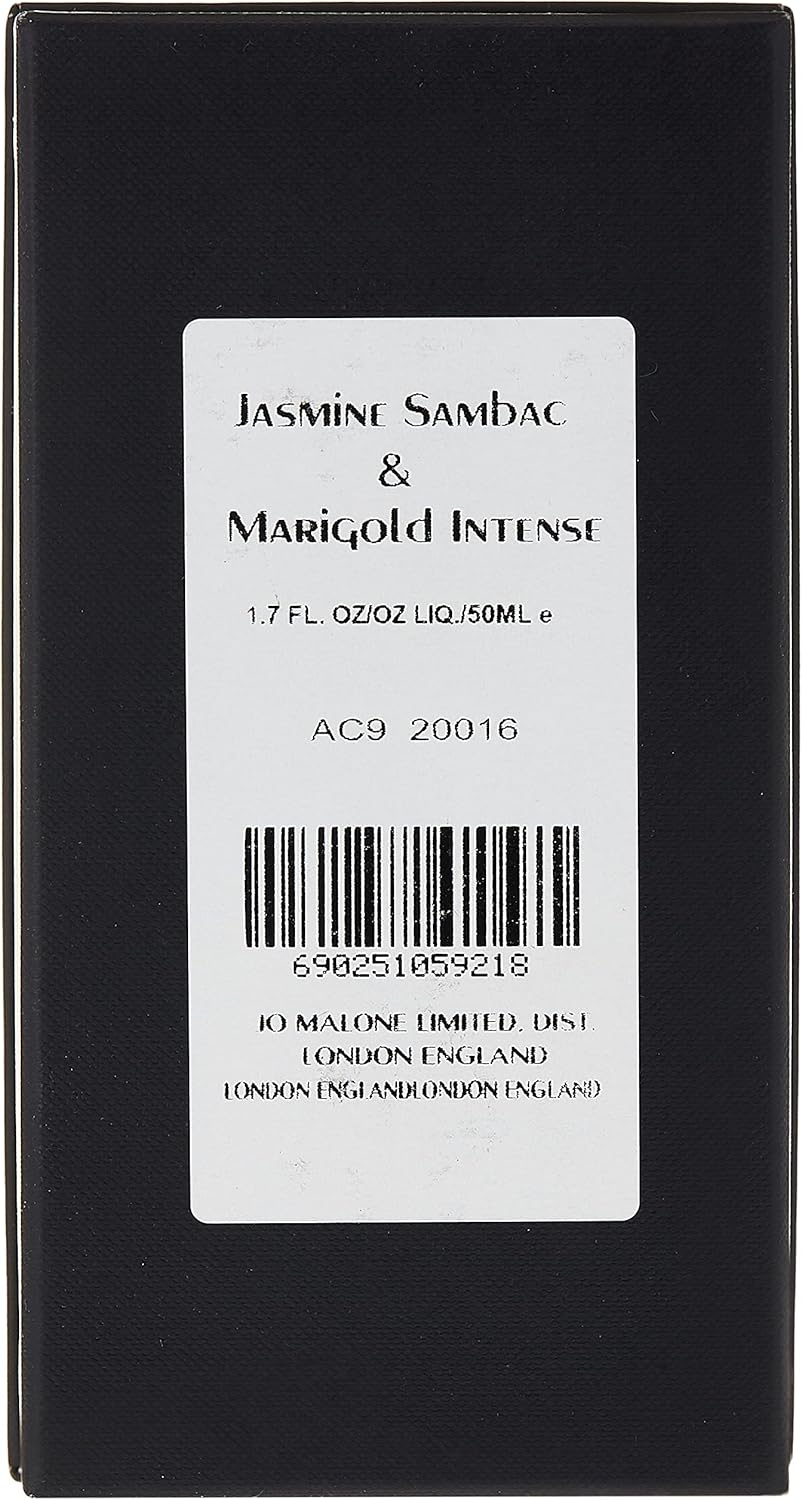 Jasmine Sambac
&
Marigold Intense
1.7 FL. OZ/OZ LIQ./50ML e
AC9 20016
690251059218
JO MALONE LIMITED, DIST.
LONDON ENGLAND
LONDON ENGLANDLONDON ENGLAND